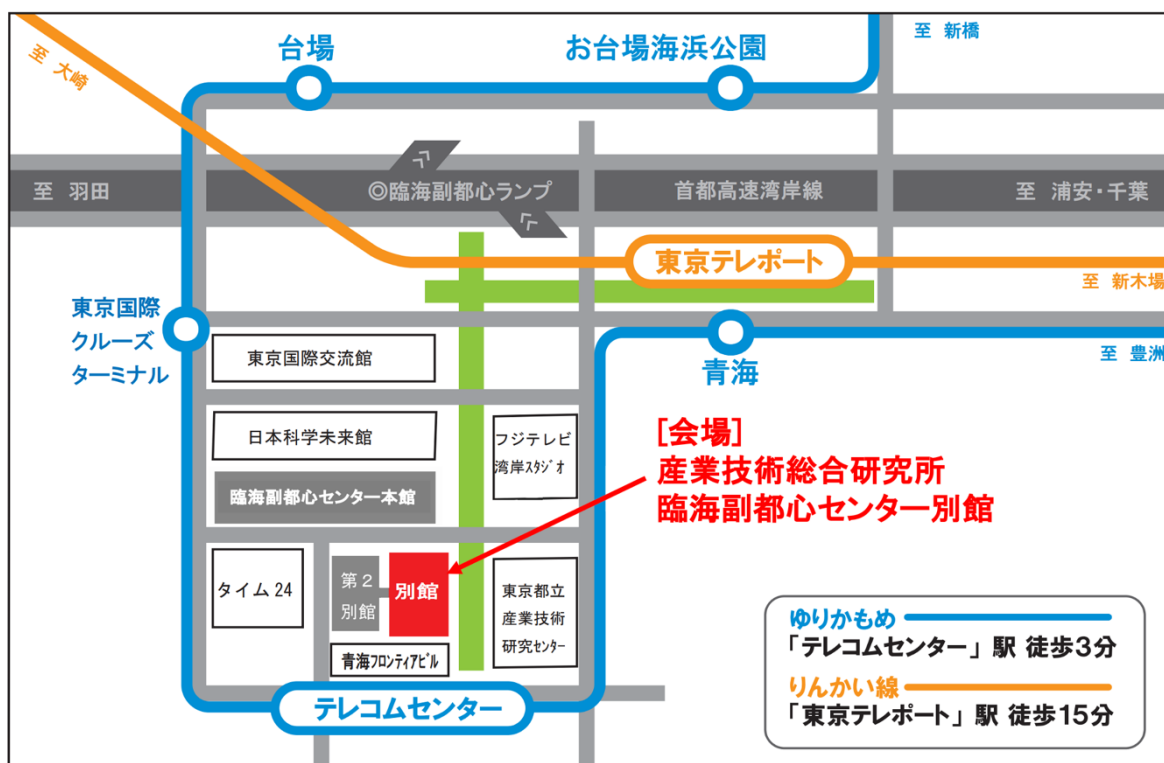 至 新橋
台場
お台場海浜公園
至 大崎
至 羽田
◎臨海副都心ランプ
首都高速湾岸線
至 浦安・千葉
東京テレポート
至 新木場
東京国際
クルーズ
ターミナル
青海
至 豊洲
東京国際交流館
日本科学未来館
フジテレビ
湾岸スタジオ
[会場]
産業技術総合研究所
臨海副都心センター別館
臨海副都心センター本館
タイム24
第2
別館
別館
東京都立
産業技術
研究センター
青海フロンティアビル
テレコムセンター
ゆりかもめ
「テレコムセンター」駅 徒歩3分
りんかい線
「東京テレポート」駅 徒歩15分